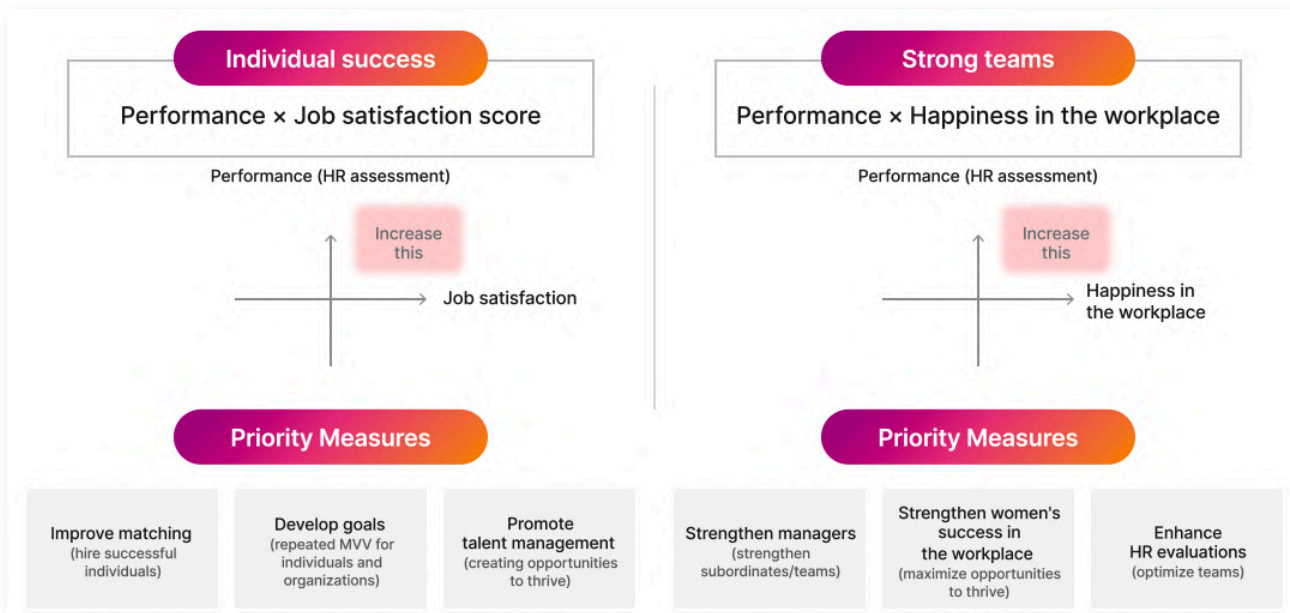 Individual success
Performance × Job satisfaction score
Performance (HR assessment)
Increase
this
Job satisfaction
Priority Measures
Improve matching
(hire successful
individuals)
Develop goals
(repeated MVV for
individuals and
organizations)
Promote
talent management
(creating opportunities
to thrive)
Strong teams
Performance × Happiness in the workplace
Performance (HR assessment)
Increase
this
Happiness in
the workplace
Priority Measures
Strengthen managers
(strengthen
subordinates/teams)
Strengthen women's
success in
the workplace
(maximize opportunities
to thrive)
Enhance
HR evaluations
(optimize teams)